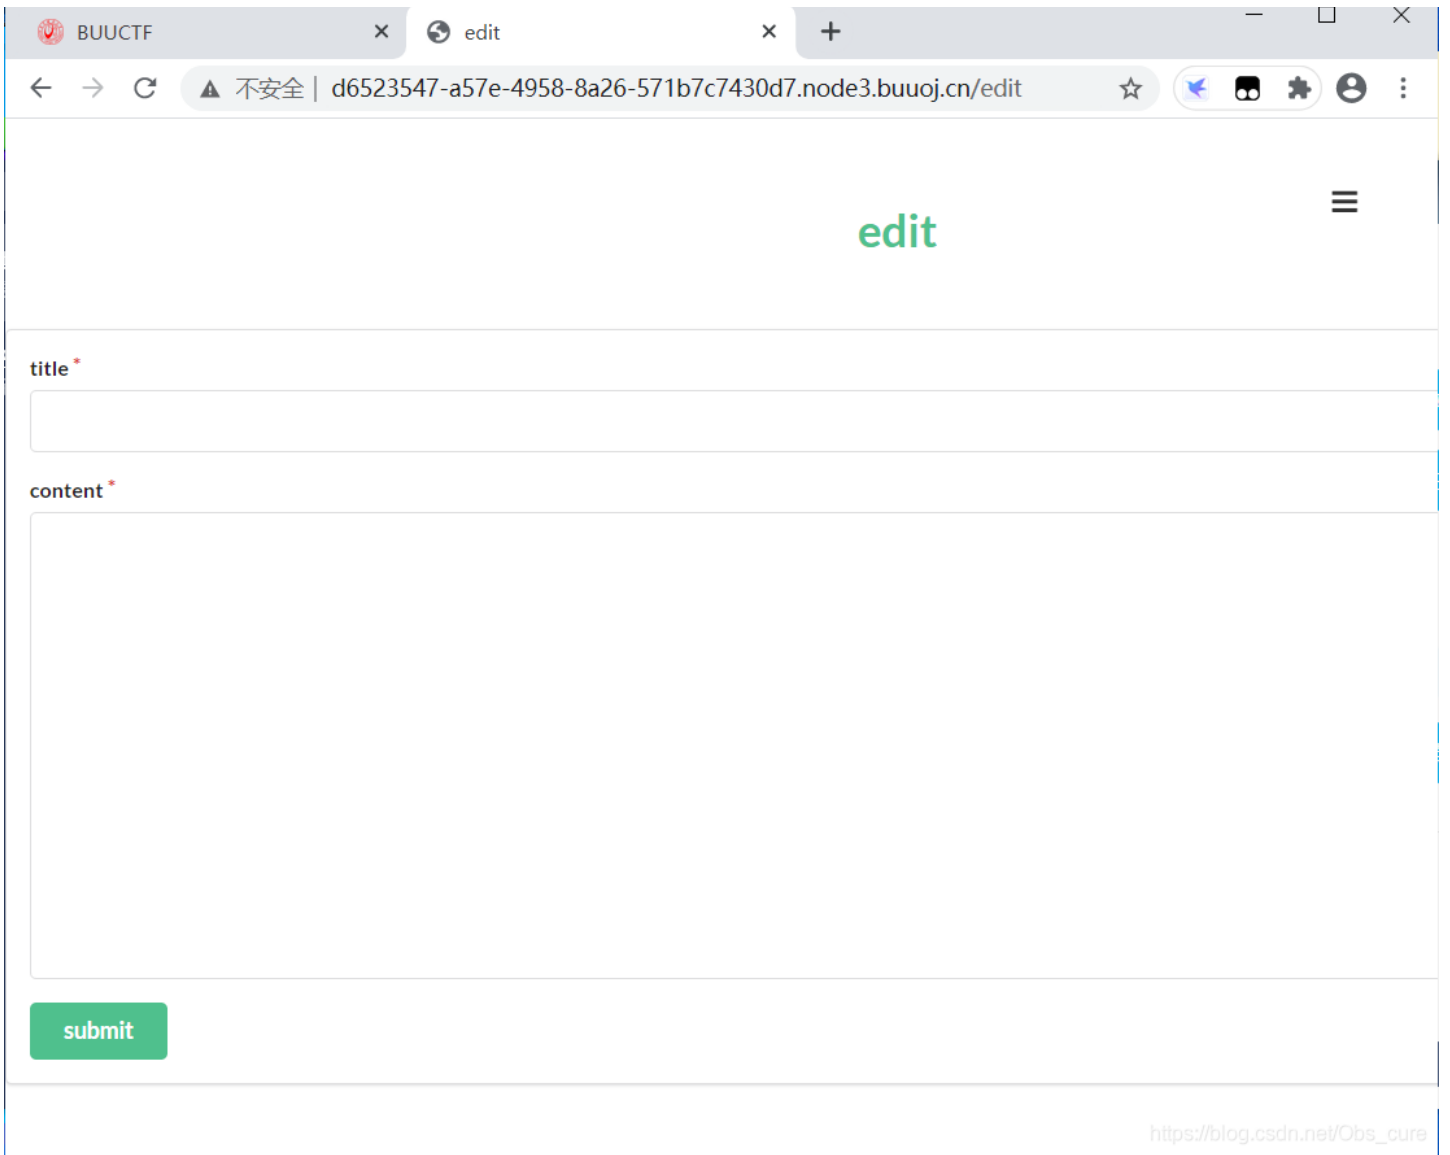 BUUCTF
edit
不安全 | d6523547-a57e-4958-8a26-571b7c7430d7.node3.buuoj.cn/edit
edit
title *
content *
submit
https://blog.csdn.net/Obs_cure